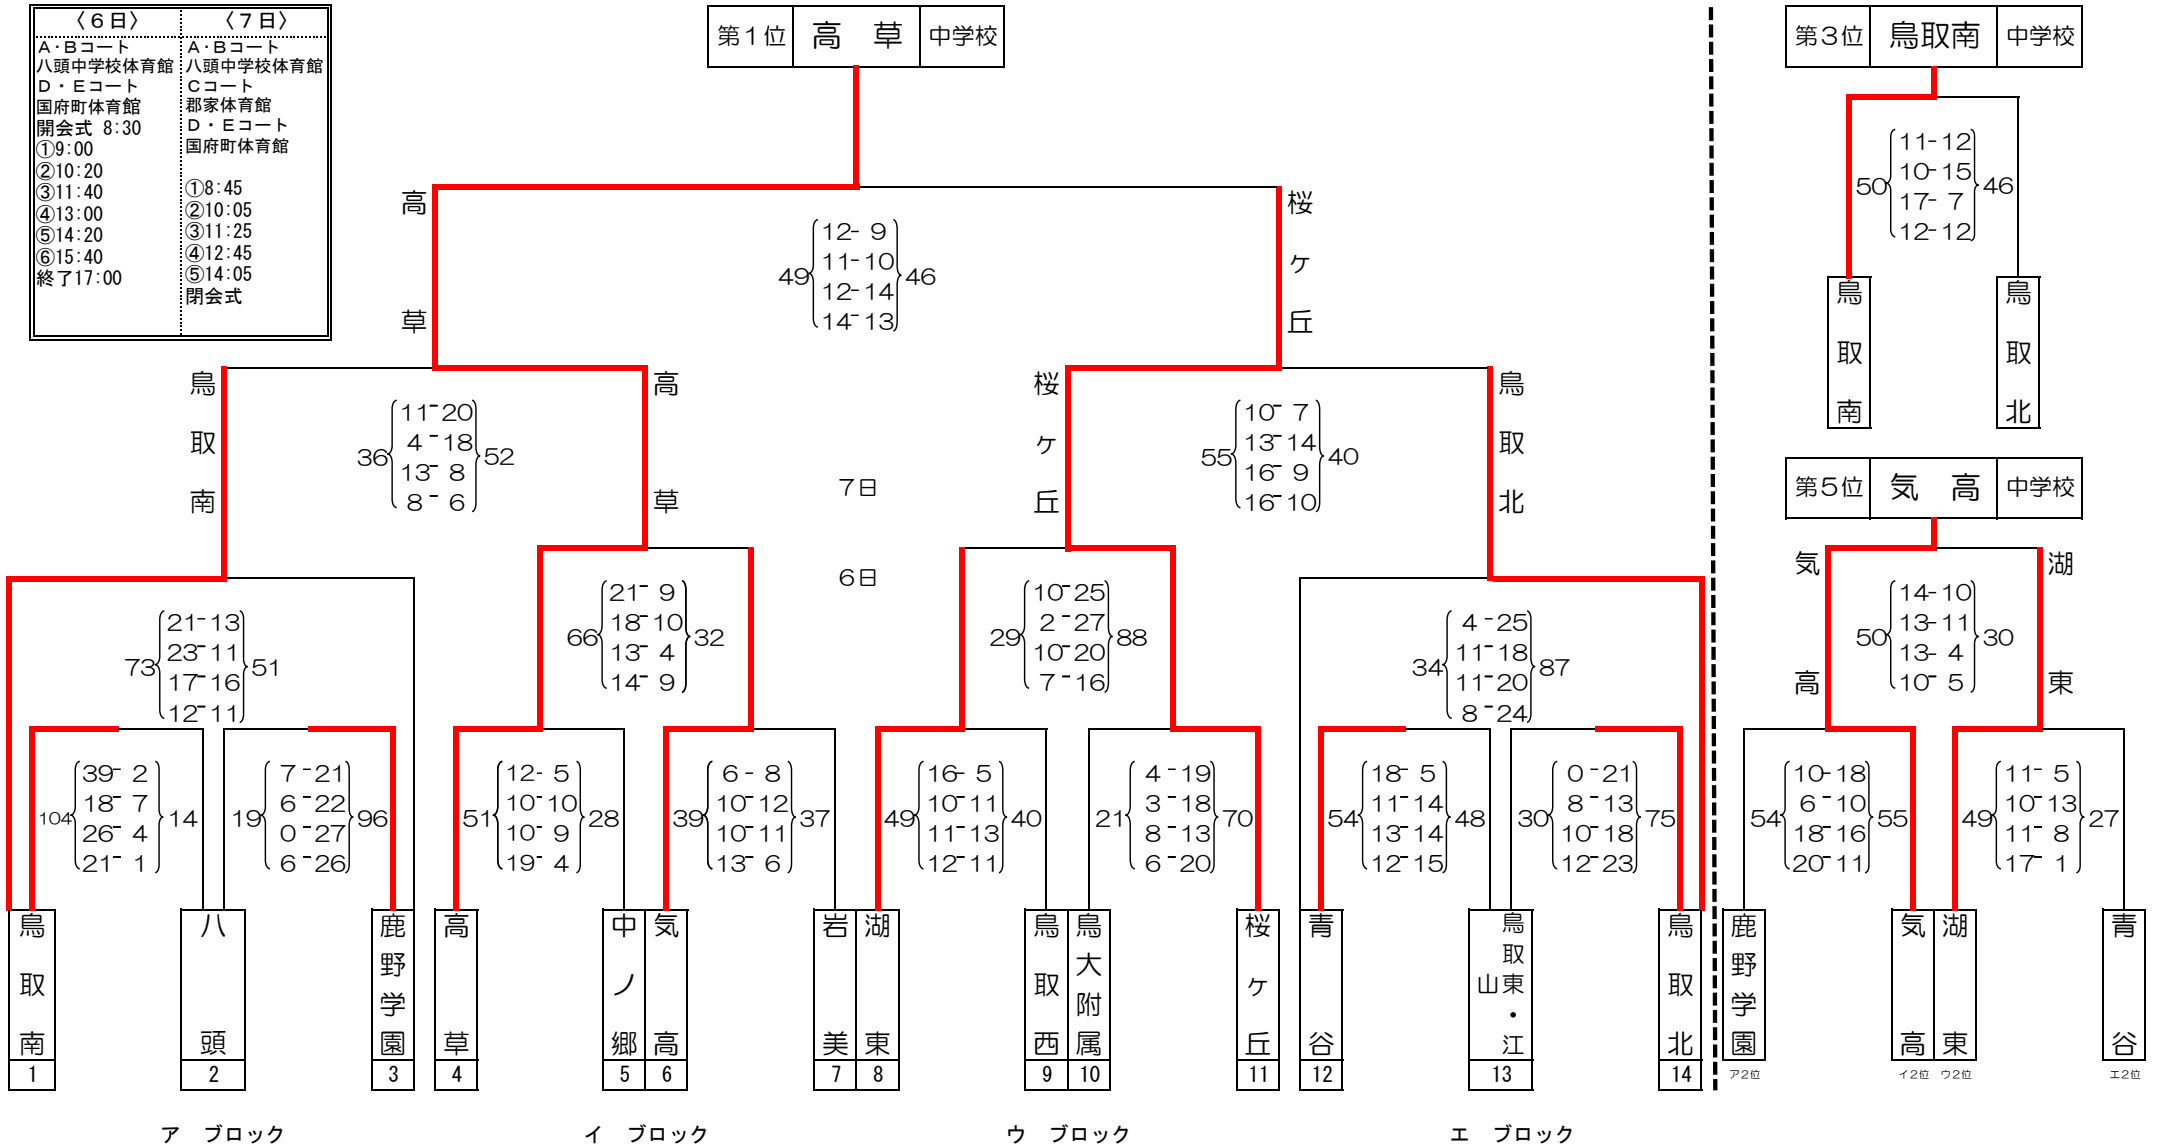 〈６日〉
A・Bコート
八頭中学校体育館
D・Eコート
国府町体育館
開会式 8:30
①9:00
②10:20
③11:40
④13:00
⑤14:20
⑥15:40
終了17:00
〈７日〉
A・Bコート
八頭中学校体育館
Cコート
郡家体育館
D・Eコート
国府町体育館
①8:45
②10:05
③11:25
④12:45
⑤14:05
閉会式
第１位 高　草 中学校
高草
桜ヶ丘
49 46
12- 9
11-10
12-14
14-13
鳥取南
高草
36 52
11-20
4-18
13- 8
8- 6
7日
6日
桜ヶ丘
鳥取北
55 40
10- 7
13-14
16- 9
16-10
73 51
21-13
23-11
17-16
12-11
66 32
21- 9
18-10
13- 4
14- 9
29 88
10-25
2-27
10-20
7-16
34 87
4-25
11-18
11-20
8-24
104 14
39- 2
18- 7
26- 4
21- 1
19 96
7-21
6-22
0-27
6-26
51 28
12- 5
10-10
10- 9
19- 4
39 37
6- 8
10-12
10-11
13- 6
49 40
16- 5
10-11
11-13
12-11
21 70
4-19
3-18
8-13
6-20
54 48
18- 5
11-14
13-14
12-15
30 75
0-21
8-13
10-18
12-23
鳥取南
1
八頭
2
鹿野学園
3
高草
4
中ノ郷
5
気高
6
岩美
7
湖東
8
鳥取西
9
鳥大附属
10
桜ヶ丘
11
青谷
12
鳥取東・江
山
13
鳥取北
14
ア　ブロック
イ　ブロック
ウ　ブロック
エ　ブロック
第３位 鳥取南 中学校
50 46
11-12
10-15
17- 7
12-12
鳥取南
鳥取北
第５位 気　高 中学校
気高
湖東
50 30
14-10
13-11
13- 4
10- 5
54 55
10-18
6-10
18-16
20-11
49 27
11- 5
10-13
11- 8
17- 1
鹿野学園
ア2位
気高
イ2位
湖東
ウ2位
青谷
エ2位